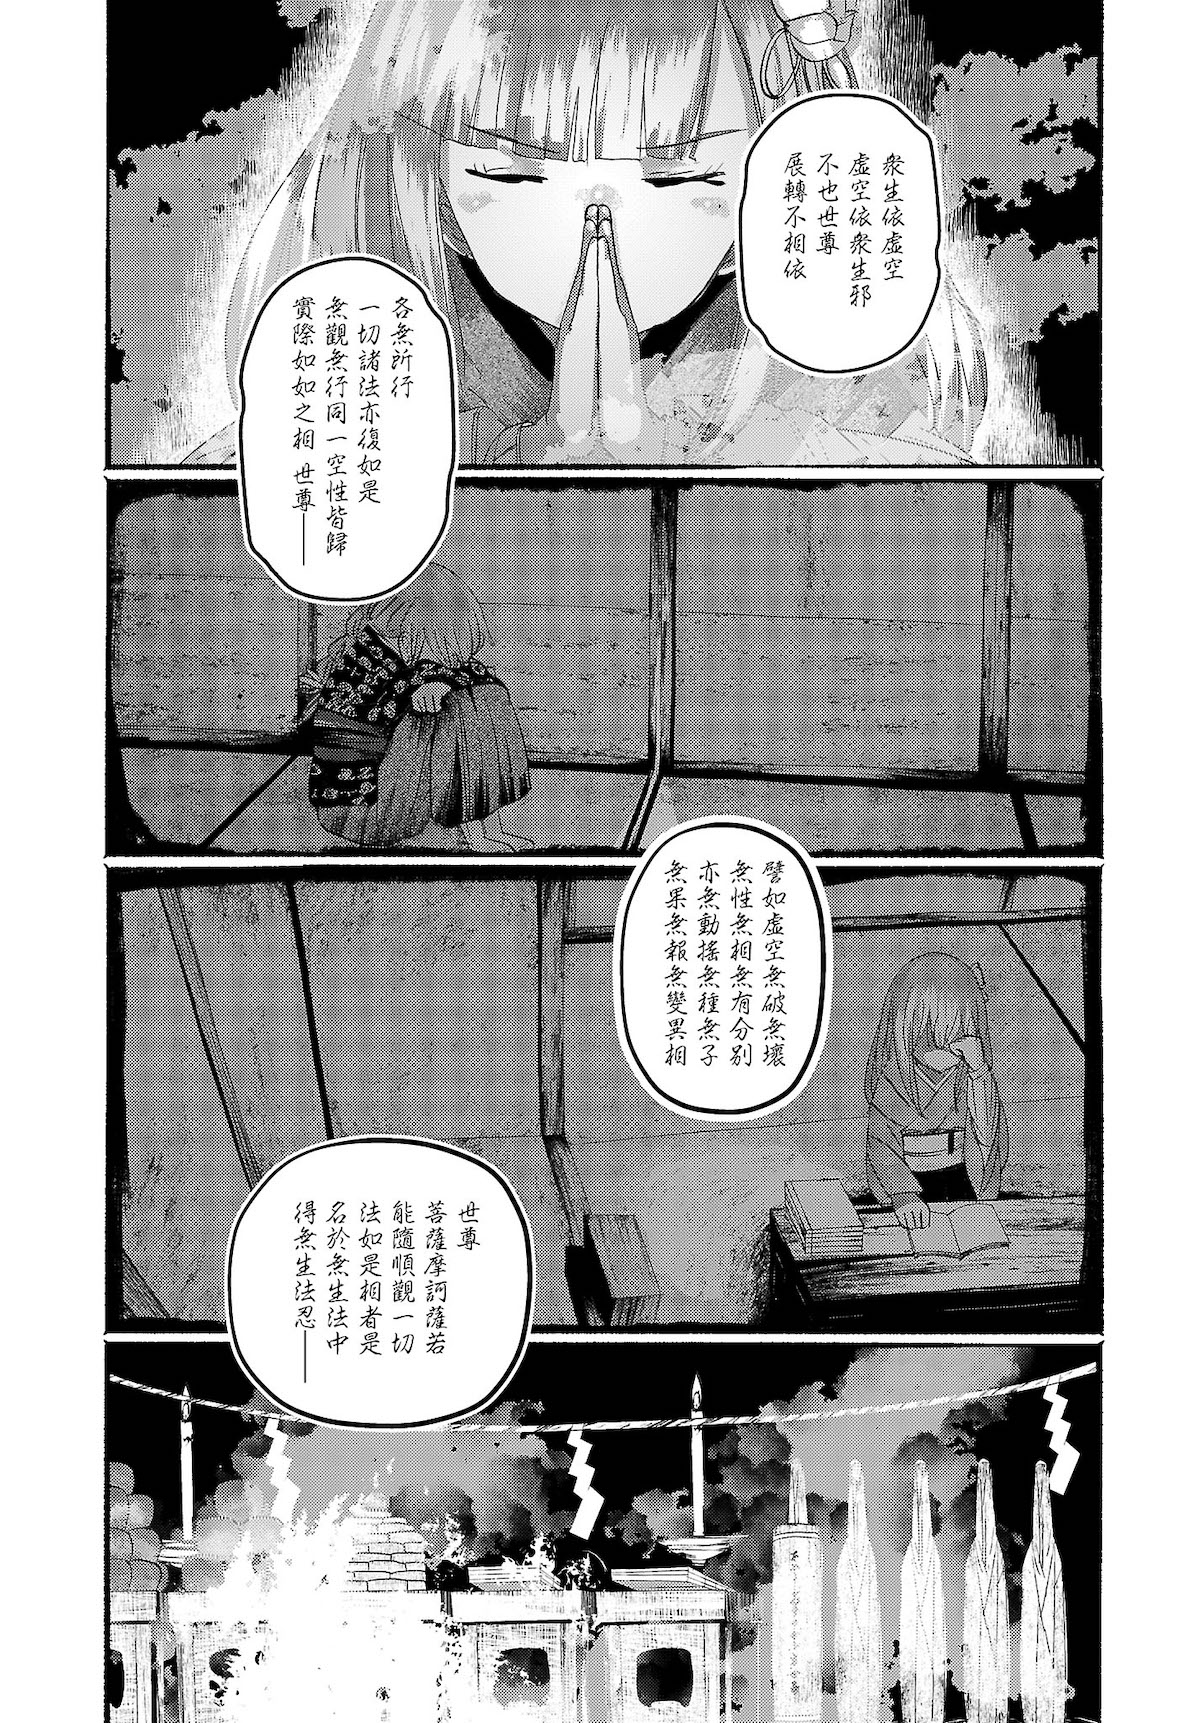 衆生依虛空
虛空依衆生邪
不也世尊
展轉不相依
各無所行
一切諸法亦復如是
無觀無行同一空性皆歸
實際如如之相 世尊――
譬如虛空無破無壞
無性無相無有分別
亦無動搖無種無子
無果無報無變異相
世尊
菩薩摩訶薩若
能隨順觀一切
法如是相者是
名於無生法中
得無生法忍――